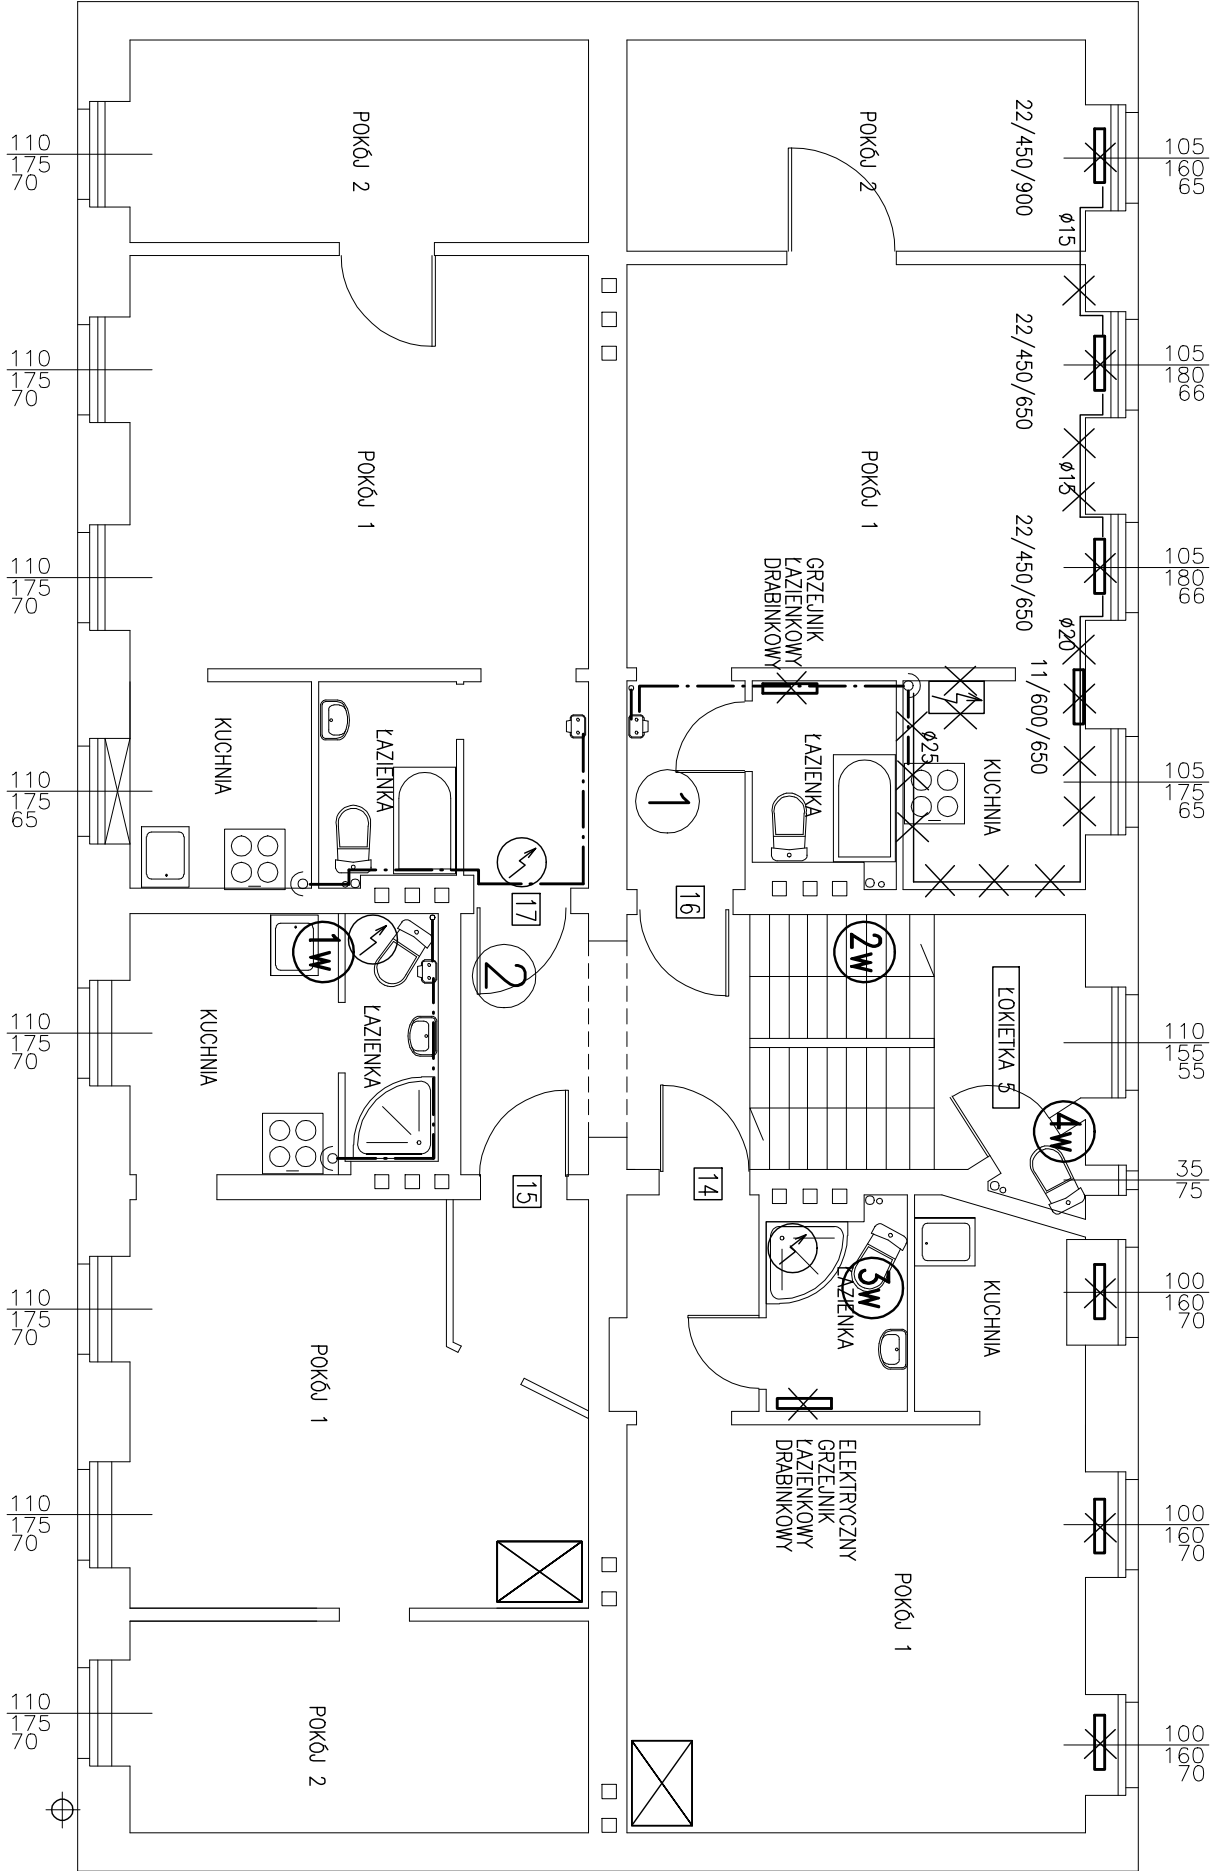 110
175
70
POKÓJ 2
POKÓJ 2
22/450/900
105
160
65
ø15
110
175
70
POKÓJ 1
POKÓJ 1
22/450/650
105
180
66
ø15
110
175
70
GRZEJNIK
ŁAZIENKOWY
DRABINKOWY
22/450/650
105
180
66
ø20
11/600/650
110
175
65
KUCHNIA
ŁAZIENKA
1
ŁAZIENKA
ø25
KUCHNIA
105
175
65
17
16
110
175
70
KUCHNIA
1w
ŁAZIENKA
2
2w
ŁOKIETKA 5
110
155
55
4w
15
14
35
75
110
175
70
POKÓJ 1
3w
ŁAZIENKA
KUCHNIA
100
160
70
110
175
70
ELEKTRYCZNY
GRZEJNIK
ŁAZIENKOWY
DRABINKOWY
100
160
70
POKÓJ 1
110
175
70
POKÓJ 2
100
160
70